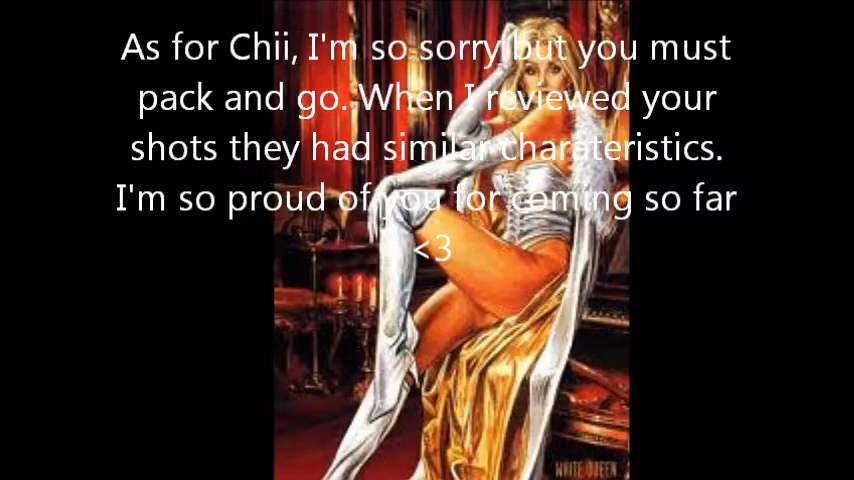 As for Chii, I'm so sorry but you must
pack and go. When I reviewed your
shots they had similar charateristics.
I'm so proud of you for coming so far
<3
WHITE QUEEN